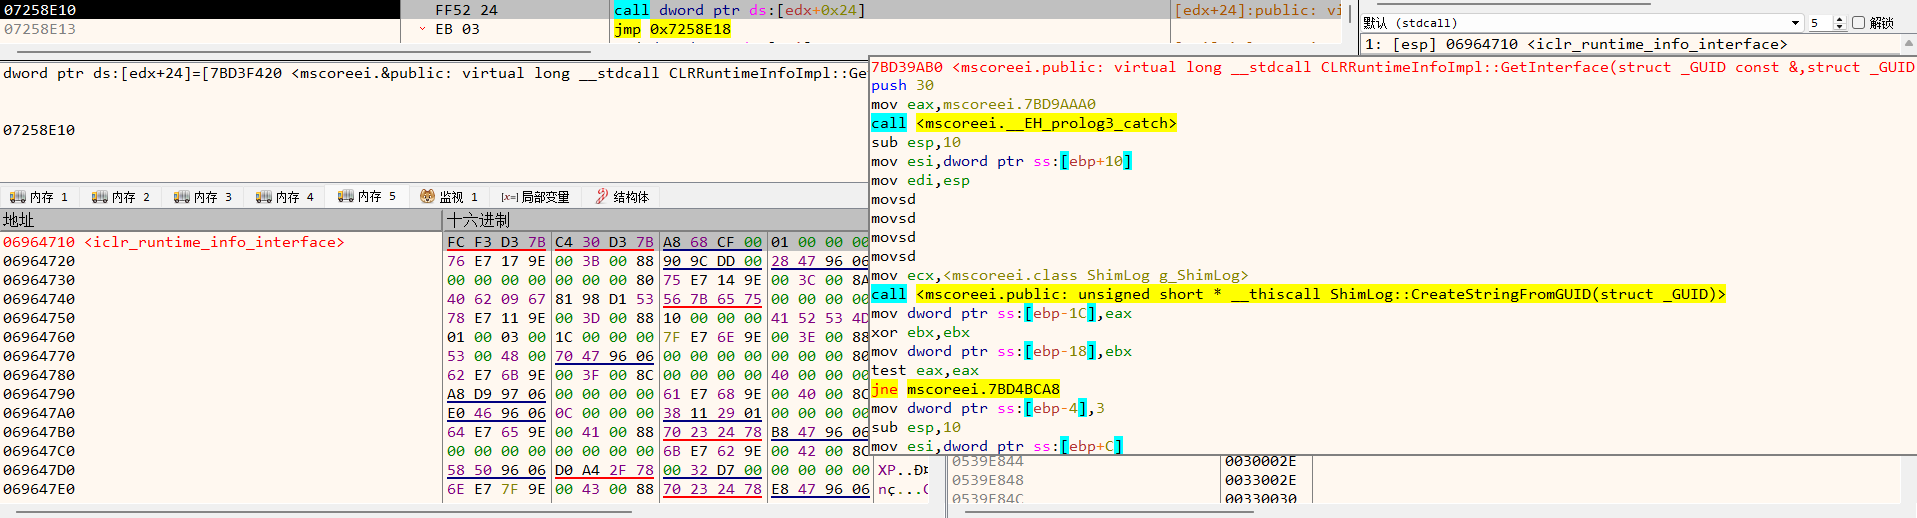 07258E10 FF52 24 call dword ptr ds:[edx+0x24] [edx+24]:public: vi
07258E13 EB 03 jmp 0x7258E18
默认 (stdcall) 5 解锁
1: [esp] 06964710 <iclr_runtime_info_interface>
dword ptr ds:[edx+24]=[7BD3F420 <mscoreei.&public: virtual long __stdcall CLRRuntimeInfoImpl::Ge
07258E10
7BD39AB0 <mscoreei.public: virtual long __stdcall CLRRuntimeInfoImpl::GetInterface(struct _GUID const &,struct _GUID
push 30
mov eax,mscoreei.7BD9AAA0
call <mscoreei.__EH_prolog3_catch>
sub esp,10
mov esi,dword ptr ss:[ebp+10]
mov edi,esp
movsd
movsd
movsd
movsd
mov ecx,<mscoreei.class ShimLog g_ShimLog>
call <mscoreei.public: unsigned short * __thiscall ShimLog::CreateStringFromGUID(struct _GUID)>
mov dword ptr ss:[ebp-1C],eax
xor ebx,ebx
mov dword ptr ss:[ebp-18],ebx
test eax,eax
jne mscoreei.7BD4BCA8
mov dword ptr ss:[ebp-4],3
sub esp,10
mov esi,dword ptr ss:[ebp+C]
内存 1 内存 2 内存 3 内存 4 内存 5 监视 1 [x=] 局部变量 结构体
地址 十六进制
06964710 <iclr_runtime_info_interface> FC F3 D3 7B C4 30 D3 7B A8 68 CF 00 01 00 00 00
06964720 76 E7 17 9E 00 3B 00 88 90 9C DD 00 28 47 96 06
06964730 00 00 00 00 00 00 00 80 75 E7 14 9E 00 3C 00 8A
06964740 40 62 09 67 81 98 D1 53 56 7B 65 75 00 00 00 00
06964750 78 E7 11 9E 00 3D 00 88 10 00 00 00 41 52 53 4D
06964760 01 00 03 00 1C 00 00 00 7F E7 6E 9E 00 3E 00 88
06964770 53 00 48 00 70 47 96 06 00 00 00 00 00 00 00 80
06964780 62 E7 6B 9E 00 3F 00 8C 00 00 00 00 40 00 00 00
06964790 A8 D9 97 06 00 00 00 00 61 E7 68 9E 00 40 00 8C
069647A0 E0 46 96 06 0C 00 00 00 38 11 29 01 00 00 00 00
069647B0 64 E7 65 9E 00 41 00 88 70 23 24 78 B8 47 96 06
069647C0 00 00 00 00 00 00 00 80 6B E7 62 9E 00 42 00 8C
069647D0 58 50 96 06 D0 A4 2F 78 00 32 D7 00 00 00 00 00 XP..Ð
069647E0 6E E7 7F 9E 00 43 00 88 70 23 24 78 E8 47 96 06 nç...
0539E844 0030002E
0539E848 0033002E
0539E84C 00330030